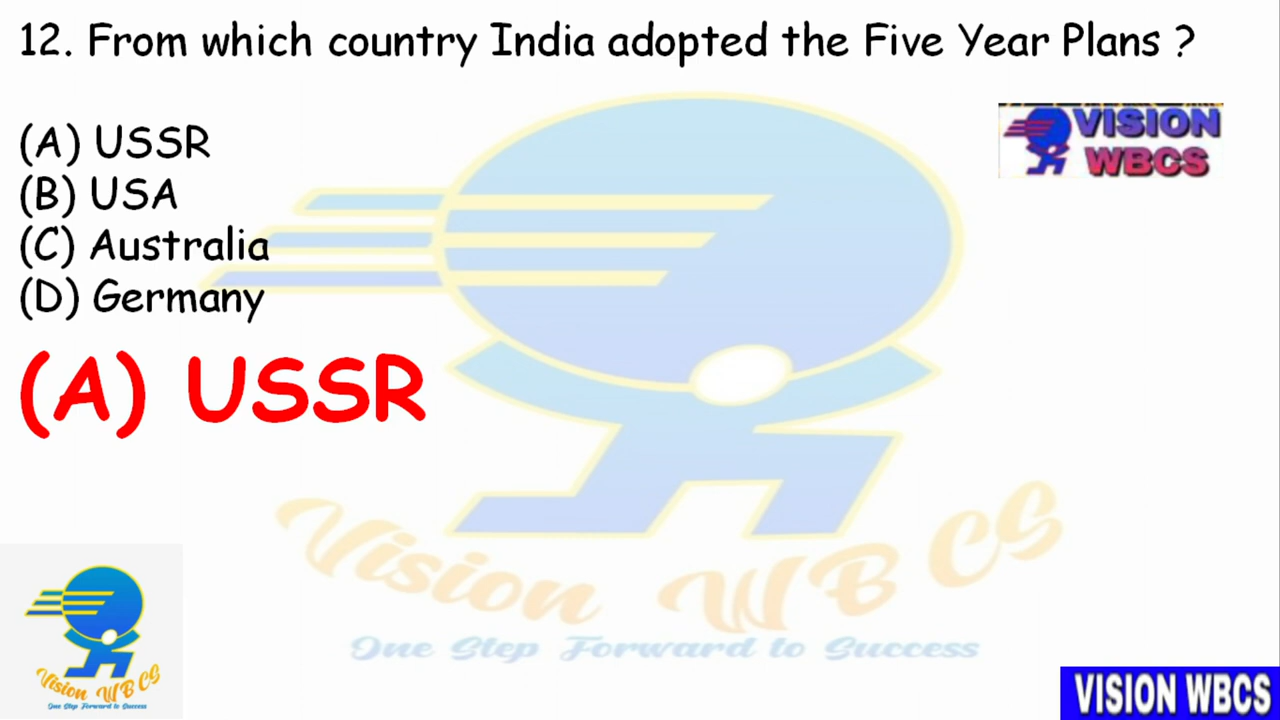 12. From which country India adopted the Five Year Plans ?
VISION
WBCS
(A) USSR
(B) USA
(C) Australia
(D) Germany
(A) USSR
Vision WBCS
One Step Forward to Success
Vision WBCS
One Step Forward to Success
VISION WBCS